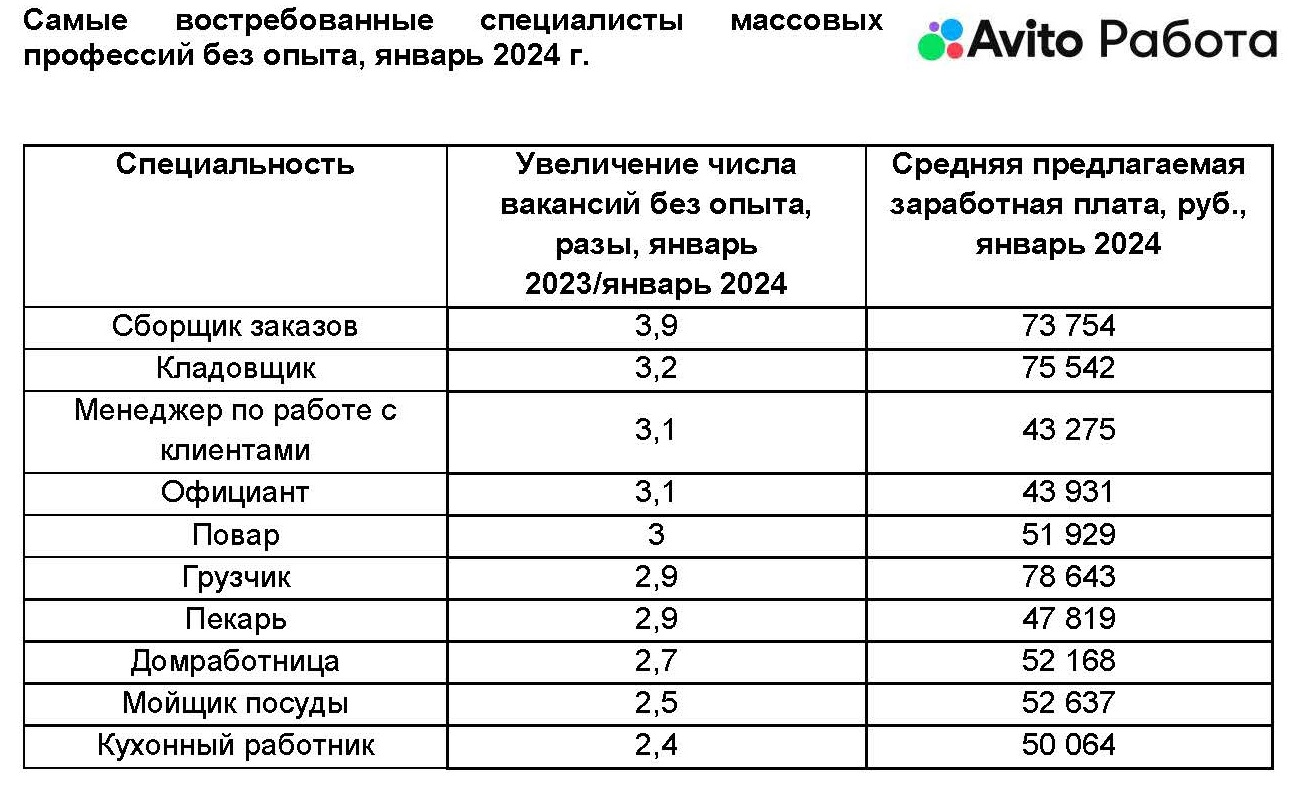 Самые востребованные специалисты массовых
профессий без опыта, январь 2024 г.
Avito Работа
Специальность
Увеличение числа
вакансий без опыта,
разы, январь
2023/январь 2024
Средняя предлагаемая
заработная плата, руб.,
январь 2024
Сборщик заказов 3,9 73 754
Кладовщик 3,2 75 542
Менеджер по работе с
клиентами 3,1 43 275
Официант 3,1 43 931
Повар 3 51 929
Грузчик 2,9 78 643
Пекарь 2,9 47 819
Домработница 2,7 52 168
Мойщик посуды 2,5 52 637
Кухонный работник 2,4 50 064